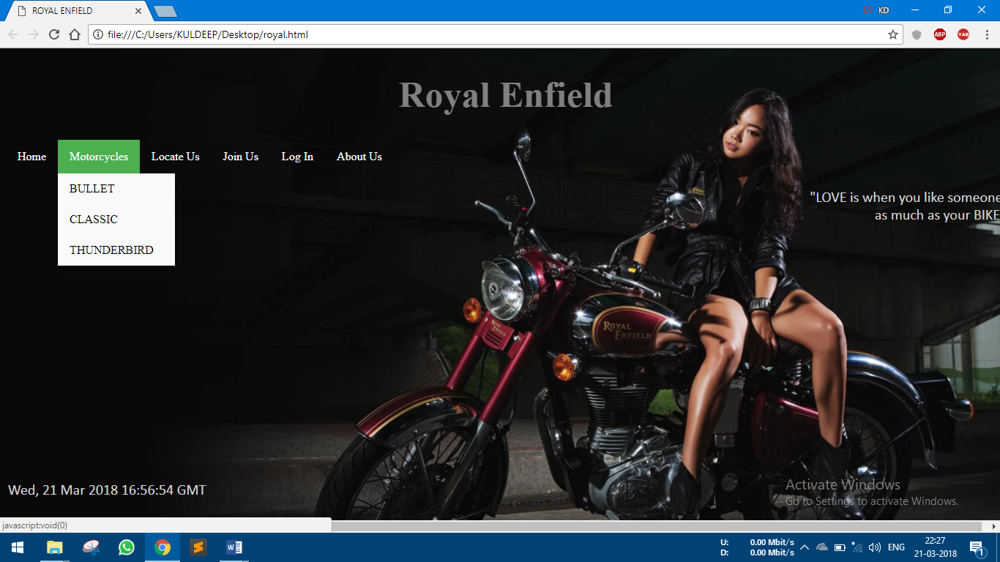 ROYAL ENFIELD
KD
file:///C:/Users/KULDEEP/Desktop/royal.html
ABP
YAB
Royal Enfield
Home Motorcycles Locate Us Join Us Log In About Us
BULLET
CLASSIC
THUNDERBIRD
"LOVE is when you like someone
as much as your BIKE
ROYAL
ENFIELD
ROYAL
ENFIELD
Wed, 21 Mar 2018 16:56:54 GMT
Activate Windows
Go to Settings to activate Windows.
javascript:void(0)
U: 0.00 Mbit/s
D: 0.00 Mbit/s
ENG
22:27
21-03-2018
1